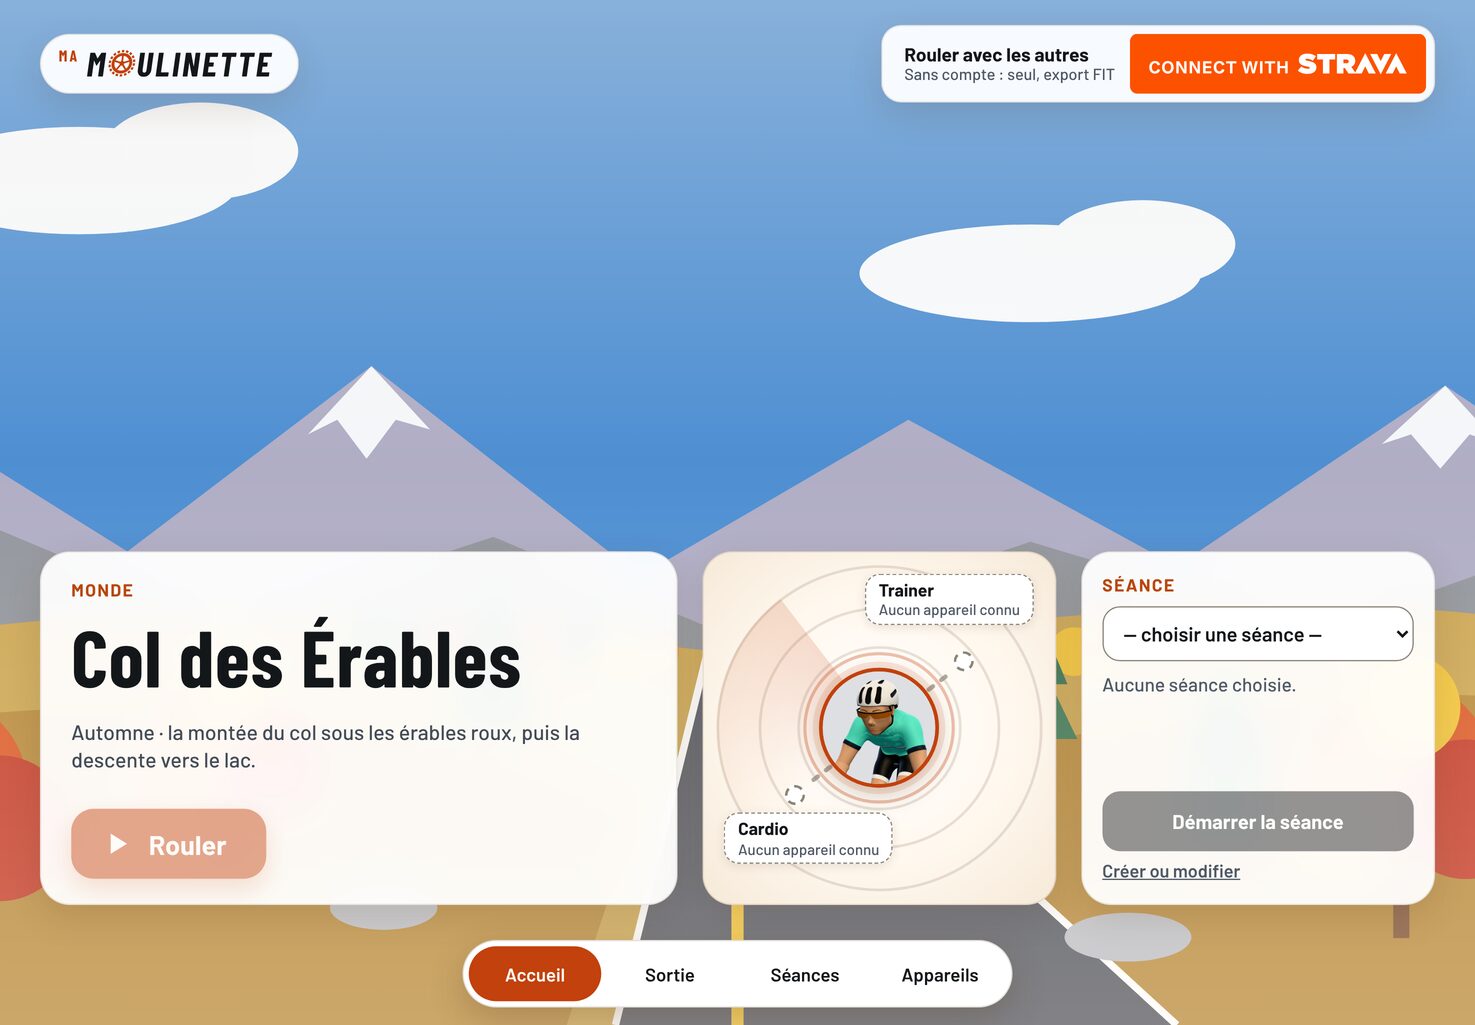 MA MOULINETTE
Rouler avec les autres
Sans compte : seul, export FIT
CONNECT WITH STRAVA
MONDE
Col des Érables
Automne · la montée du col sous les érables roux, puis la
descente vers le lac.
Rouler
Trainer
Aucun appareil connu
Cardio
Aucun appareil connu
SÉANCE
— choisir une séance —
Aucune séance choisie.
Démarrer la séance
Créer ou modifier
Accueil
Sortie
Séances
Appareils